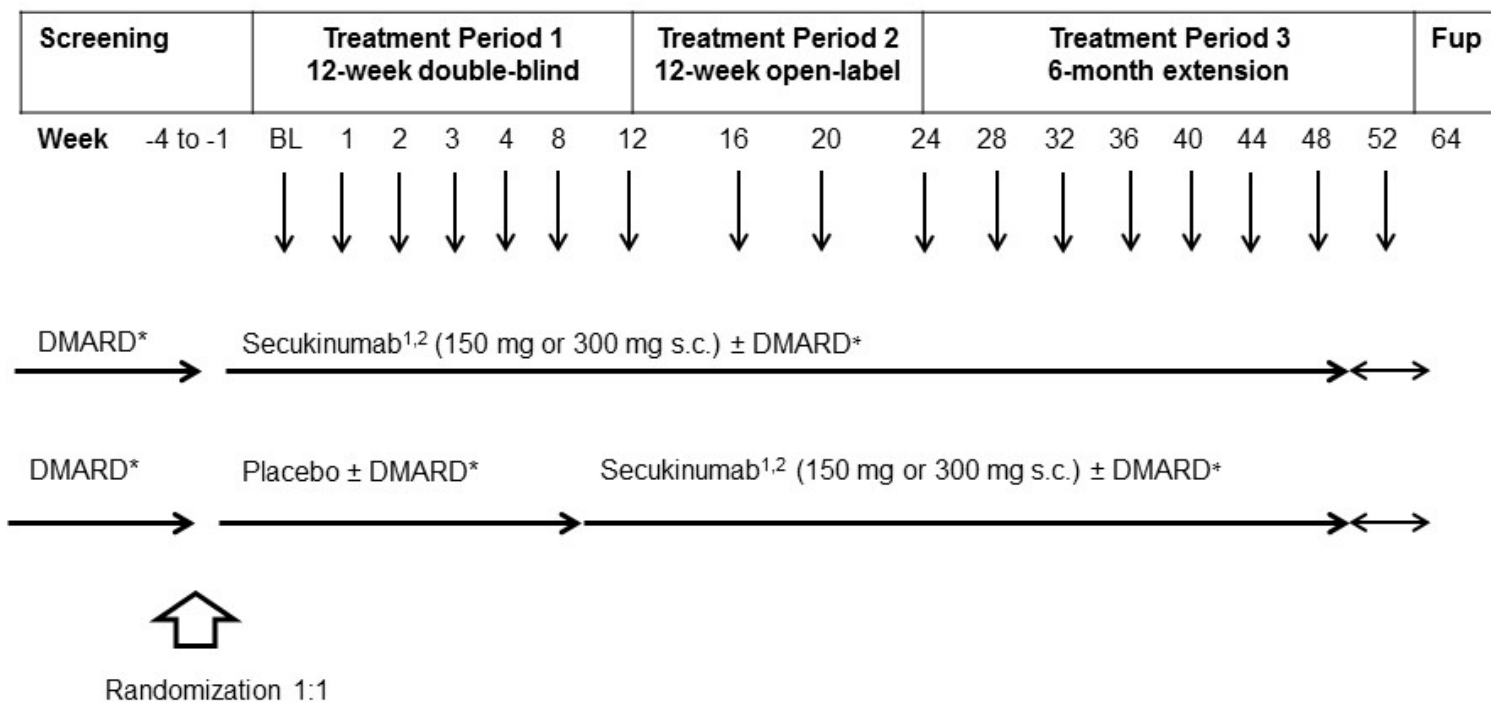 Screening Treatment Period 1 Treatment Period 2 Treatment Period 3 Fup
12-week double-blind 12-week open-label 6-month extension
Week -4 to -1 BL 1 2 3 4 8 12 16 20 24 28 32 36 40 44 48 52 64
DMARD* Secukinumab1,2 (150 mg or 300 mg s.c.) ± DMARD*
DMARD* Placebo ± DMARD* Secukinumab1,2 (150 mg or 300 mg s.c.) ± DMARD*
Randomization 1:1